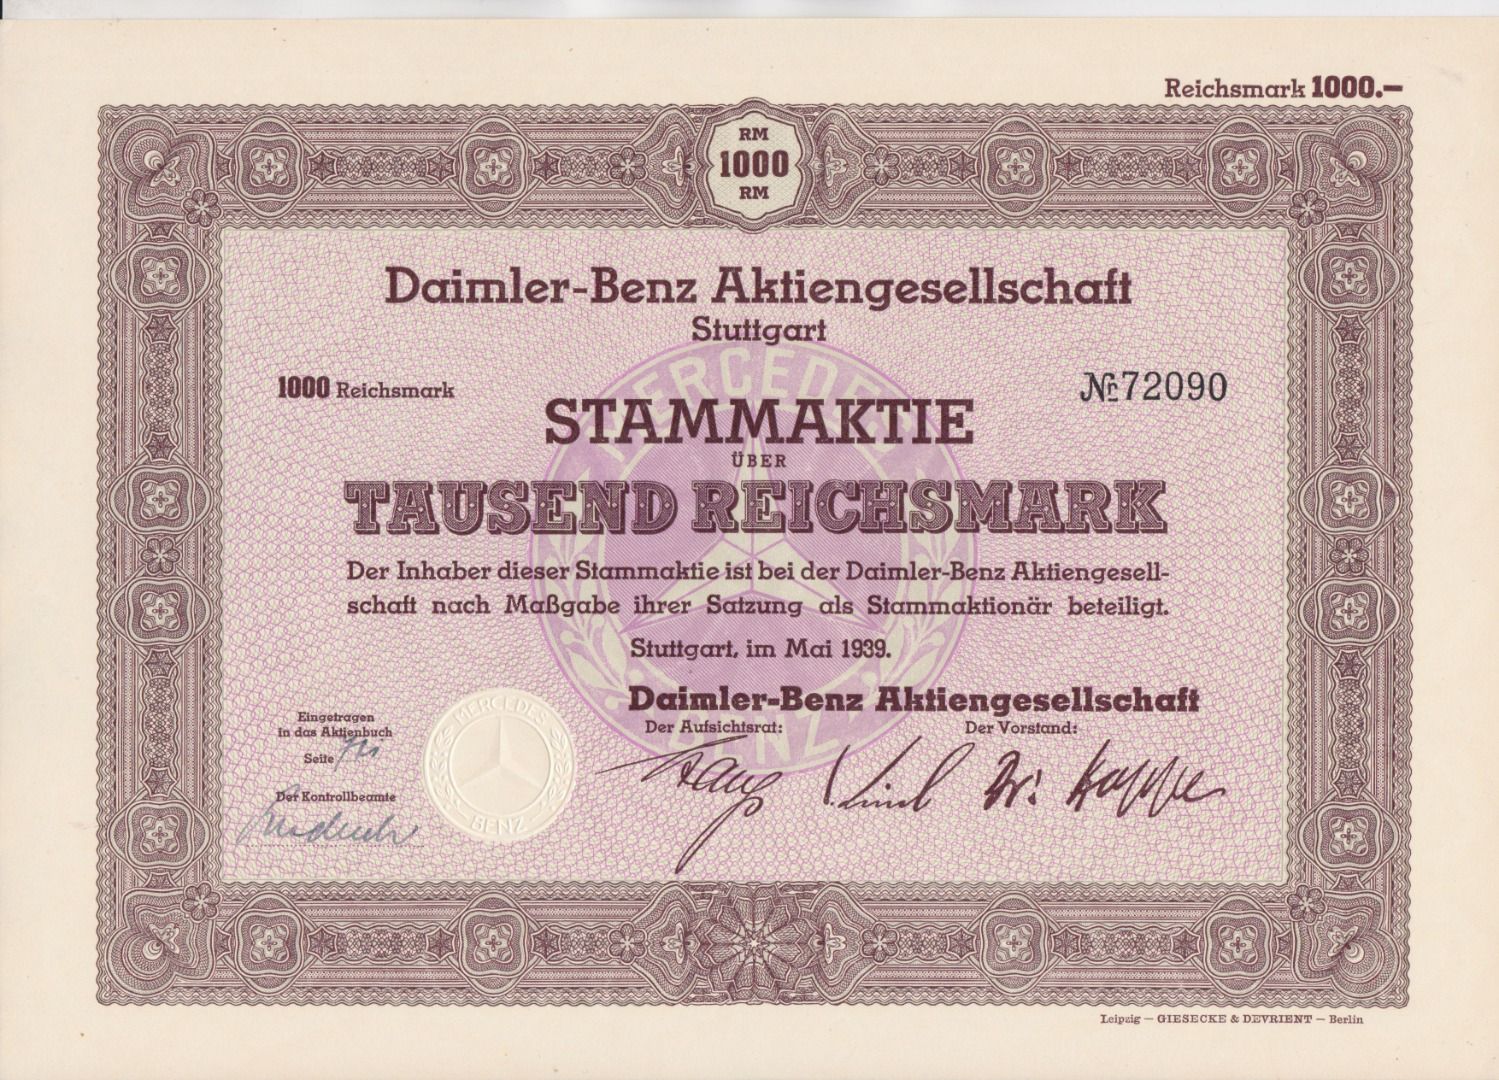 Reichsmark 1000.—
RM
1000
RM
Daimler-Benz Aktiengesellschaft
Stuttgart
1000 Reichsmark
Nr. 72090
STAMMAKTIE
ÜBER
TAUSEND REICHSMARK
Der Inhaber dieser Stammaktie ist bei der Daimler-Benz Aktiengesell-
schaft nach Maßgabe ihrer Satzung als Stammaktionär beteiligt.
Stuttgart, im Mai 1939.
Daimler-Benz Aktiengesellschaft
Der Aufsichtsrat:
Der Vorstand:
Eingetragen
in das Aktienbuch
Seite
Der Kontrollbeamte
MERCEDES
BENZ
MERCEDES
BENZ
Leipzig — GIESECKE & DEVRIENT — Berlin